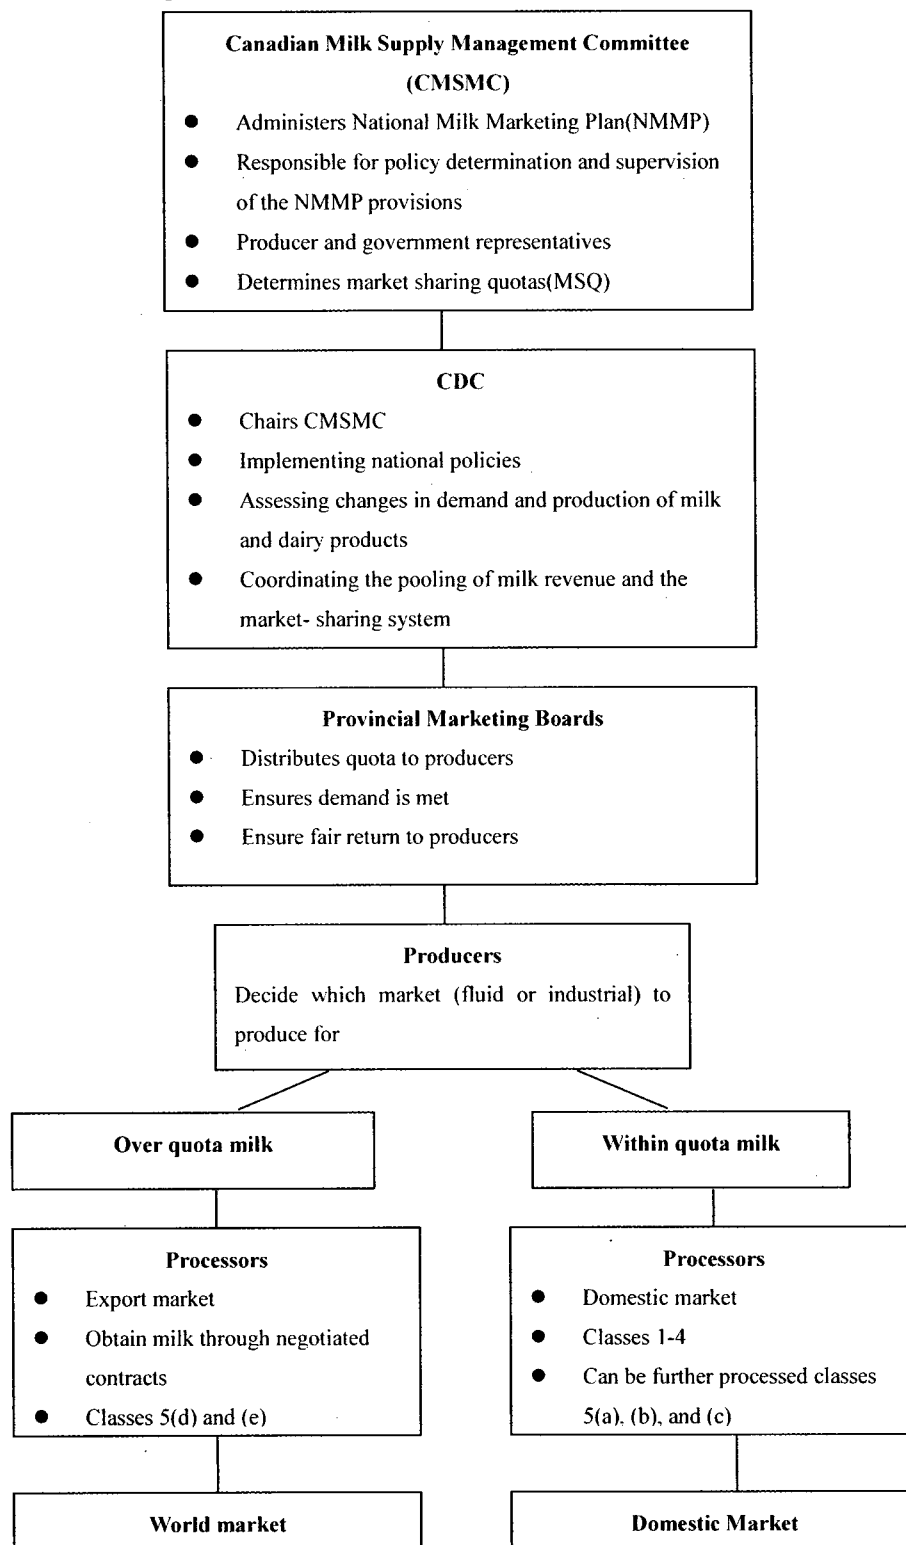 Canadian Milk Supply Management Committee
(CMSMC)
● Administers National Milk Marketing Plan(NMMP)
● Responsible for policy determination and supervision
of the NMMP provisions
● Producer and government representatives
● Determines market sharing quotas(MSQ)
CDC
● Chairs CMSMC
● Implementing national policies
● Assessing changes in demand and production of milk
and dairy products
● Coordinating the pooling of milk revenue and the
market- sharing system
Provincial Marketing Boards
● Distributes quota to producers
● Ensures demand is met
● Ensure fair return to producers
Producers
Decide which market (fluid or industrial) to
produce for
Over quota milk
Within quota milk
Processors
● Export market
● Obtain milk through negotiated
contracts
● Classes 5(d) and (e)
Processors
● Domestic market
● Classes 1-4
● Can be further processed classes
5(a), (b), and (c)
World market
Domestic Market